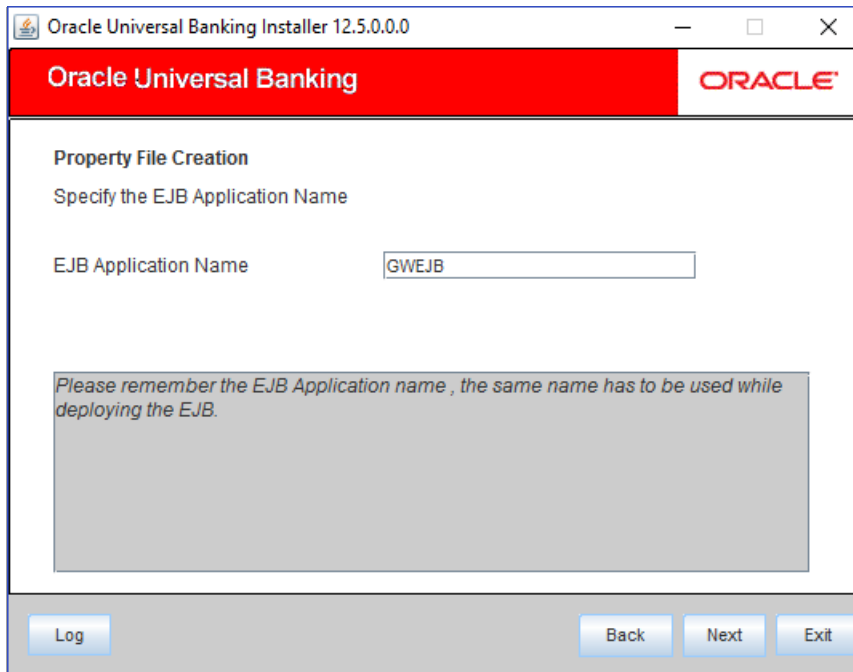 Oracle Universal Banking Installer 12.5.0.0.0
Oracle Universal Banking
ORACLE
Property File Creation
Specify the EJB Application Name
EJB Application Name GWEJB
Please remember the EJB Application name , the same name has to be used while
deploying the EJB.
Log Back Next Exit